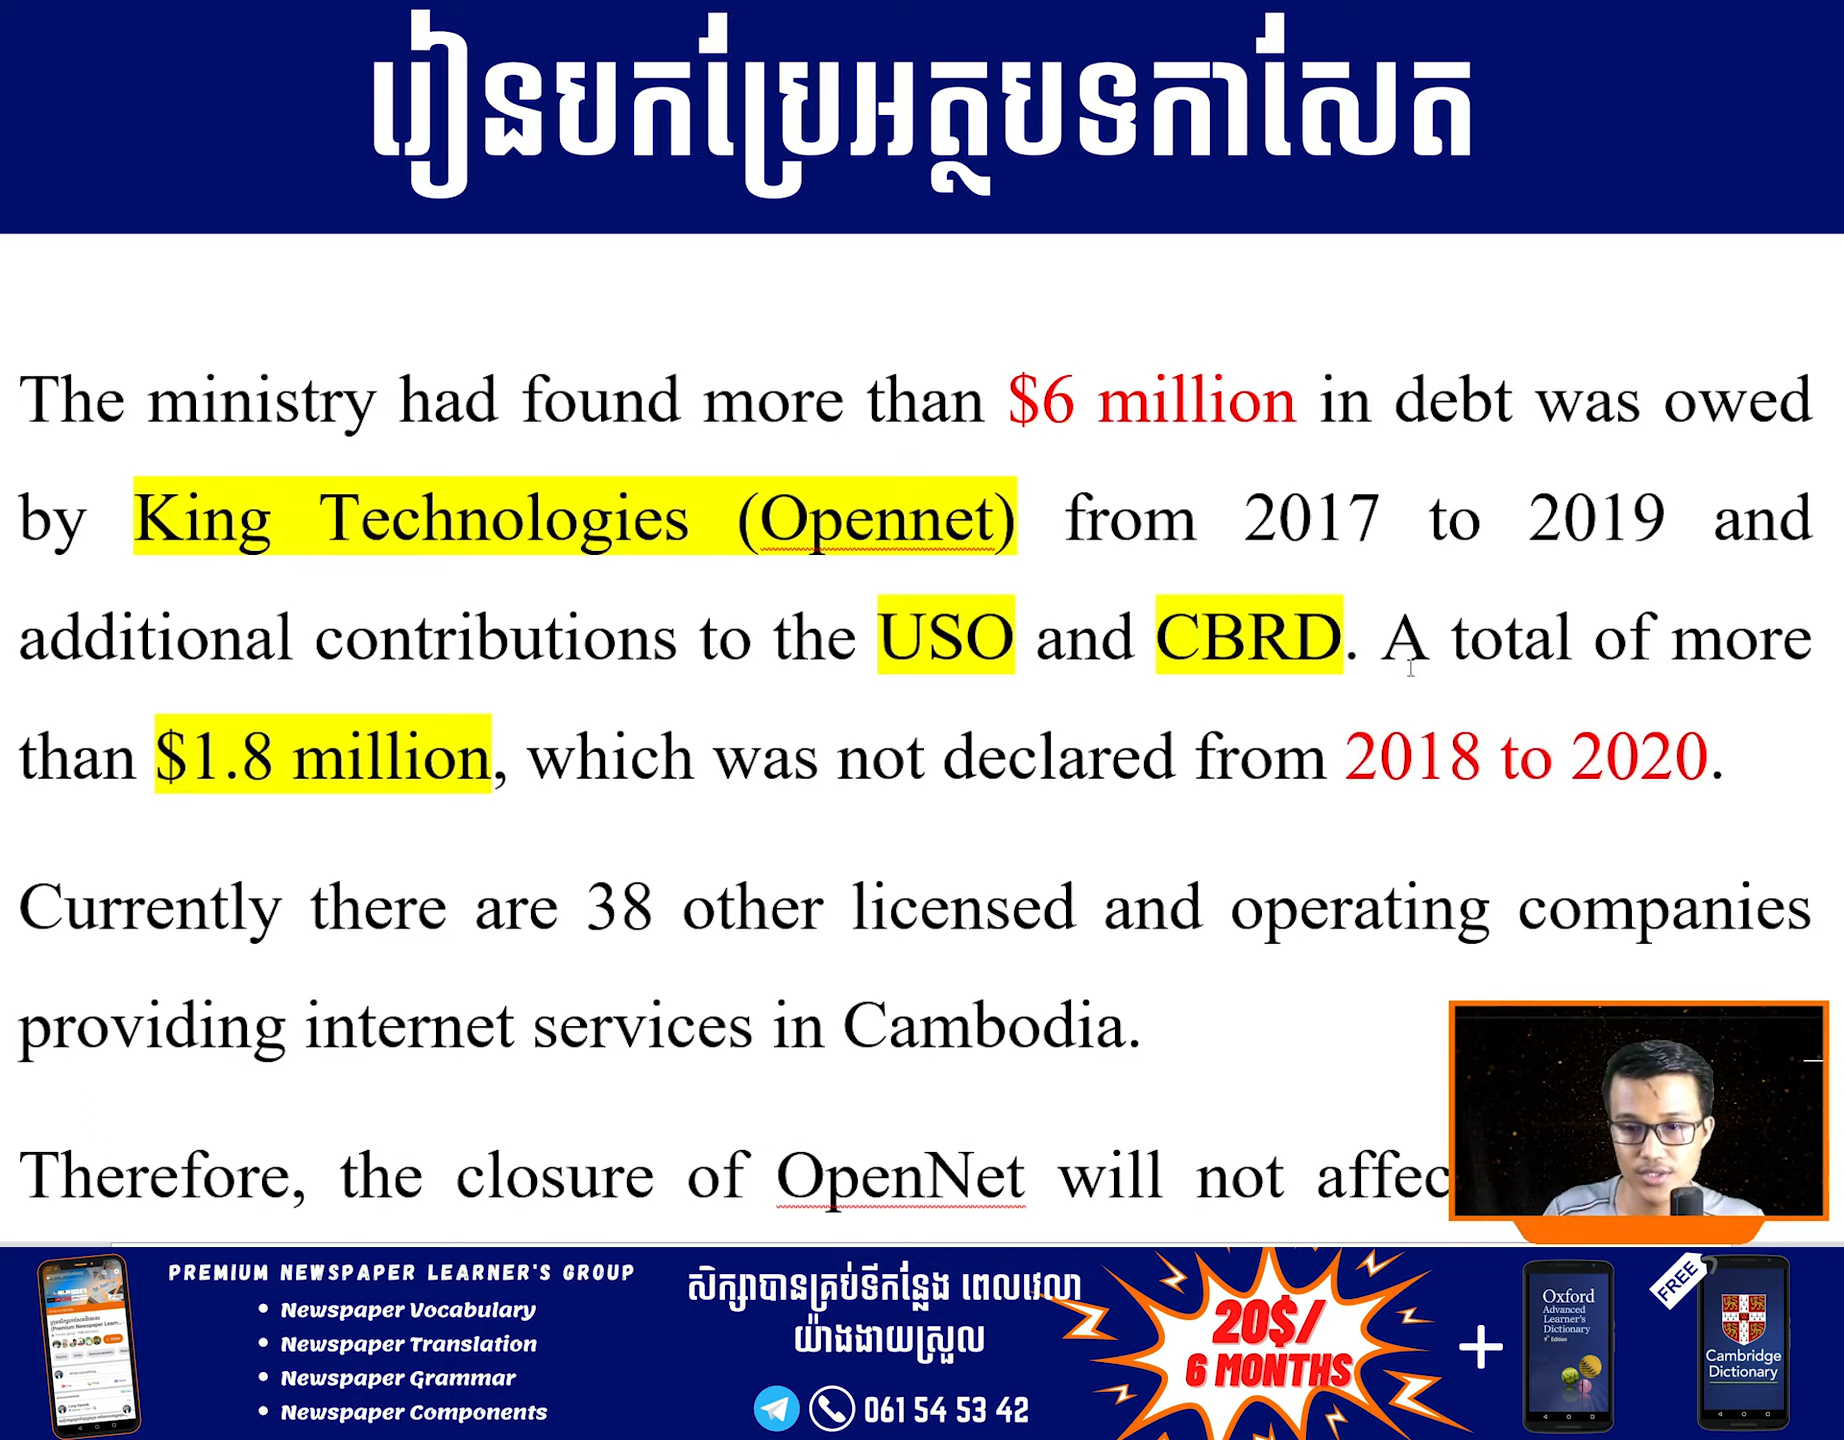 រៀនបកប្រែអត្ថបទកាសែត
The ministry had found more than $6 million in debt was owed
by King Technologies (Opennet) from 2017 to 2019 and
additional contributions to the USO and CBRD. A total of more
than $1.8 million, which was not declared from 2018 to 2020.
Currently there are 38 other licensed and operating companies
providing internet services in Cambodia.
Therefore, the closure of OpenNet will not affec
PREMIUM NEWSPAPER LEARNER'S GROUP
• Newspaper Vocabulary
• Newspaper Translation
• Newspaper Grammar
• Newspaper Components
សិក្សាបានគ្រប់ទីកន្លែង ពេលវេលា
យ៉ាងងាយស្រួល
061 54 53 42
20$/
6 MONTHS
+
Oxford
Advanced
Learner's
Dictionary
9th Edition
FREE
Cambridge
Dictionary